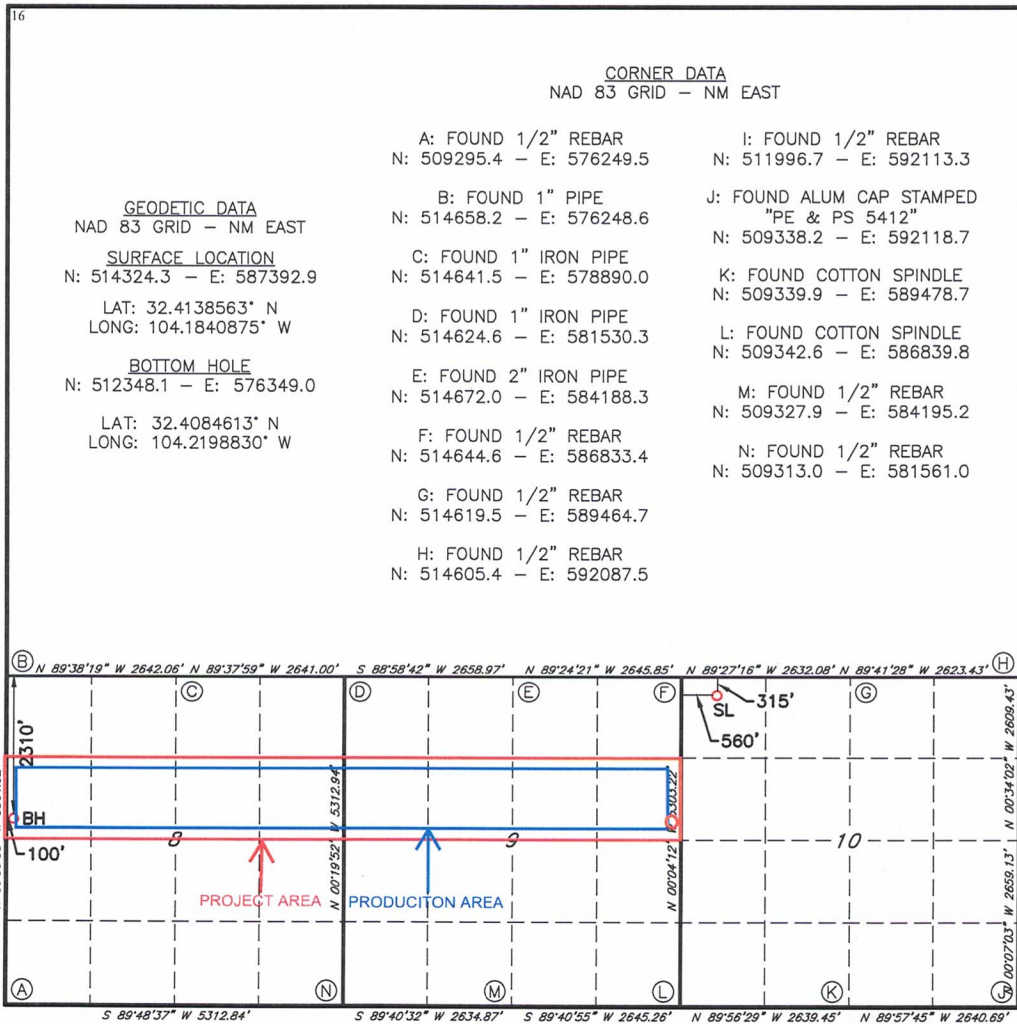 16
CORNER DATA
NAD 83 GRID – NM EAST
GEODETIC DATA
NAD 83 GRID – NM EAST
SURFACE LOCATION
N: 514324.3 – E: 587392.9
LAT: 32.4138563° N
LONG: 104.1840875° W
BOTTOM HOLE
N: 512348.1 – E: 576349.0
LAT: 32.4084613° N
LONG: 104.2198830° W
A: FOUND 1/2" REBAR
N: 509295.4 – E: 576249.5
B: FOUND 1" PIPE
N: 514658.2 – E: 576248.6
C: FOUND 1" IRON PIPE
N: 514641.5 – E: 578890.0
D: FOUND 1" IRON PIPE
N: 514624.6 – E: 581530.3
E: FOUND 2" IRON PIPE
N: 514672.0 – E: 584188.3
F: FOUND 1/2" REBAR
N: 514644.6 – E: 586833.4
G: FOUND 1/2" REBAR
N: 514619.5 – E: 589464.7
H: FOUND 1/2" REBAR
N: 514605.4 – E: 592087.5
I: FOUND 1/2" REBAR
N: 511996.7 – E: 592113.3
J: FOUND ALUM CAP STAMPED
"PE & PS 5412"
N: 509338.2 – E: 592118.7
K: FOUND COTTON SPINDLE
N: 509339.9 – E: 589478.7
L: FOUND COTTON SPINDLE
N: 509342.6 – E: 586839.8
M: FOUND 1/2" REBAR
N: 509327.9 – E: 584195.2
N: FOUND 1/2" REBAR
N: 509313.0 – E: 581561.0
B N 89°38'19" W 2642.06' N 89°37'59" W 2641.00' S 88°58'42" W 2658.97' N 89°24'21" W 2645.85' N 89°27'16" W 2632.08' N 89°41'28" W 2623.43' H
C D E F G
SL
315'
560'
2310'
BH
100'
8 9 10
N 00°19'52" W 5312.94'
N 00°04'12" 5303.22'
N 00°34'02" W 2609.43'
N 00°07'03" W 2659.13'
PROJECT AREA
PRODUCITON AREA
A N M L K J
S 89°48'37" W 5312.84' S 89°40'32" W 2634.87' S 89°40'55" W 2645.26' N 89°56'29" W 2639.45' N 89°57'45" W 2640.69'